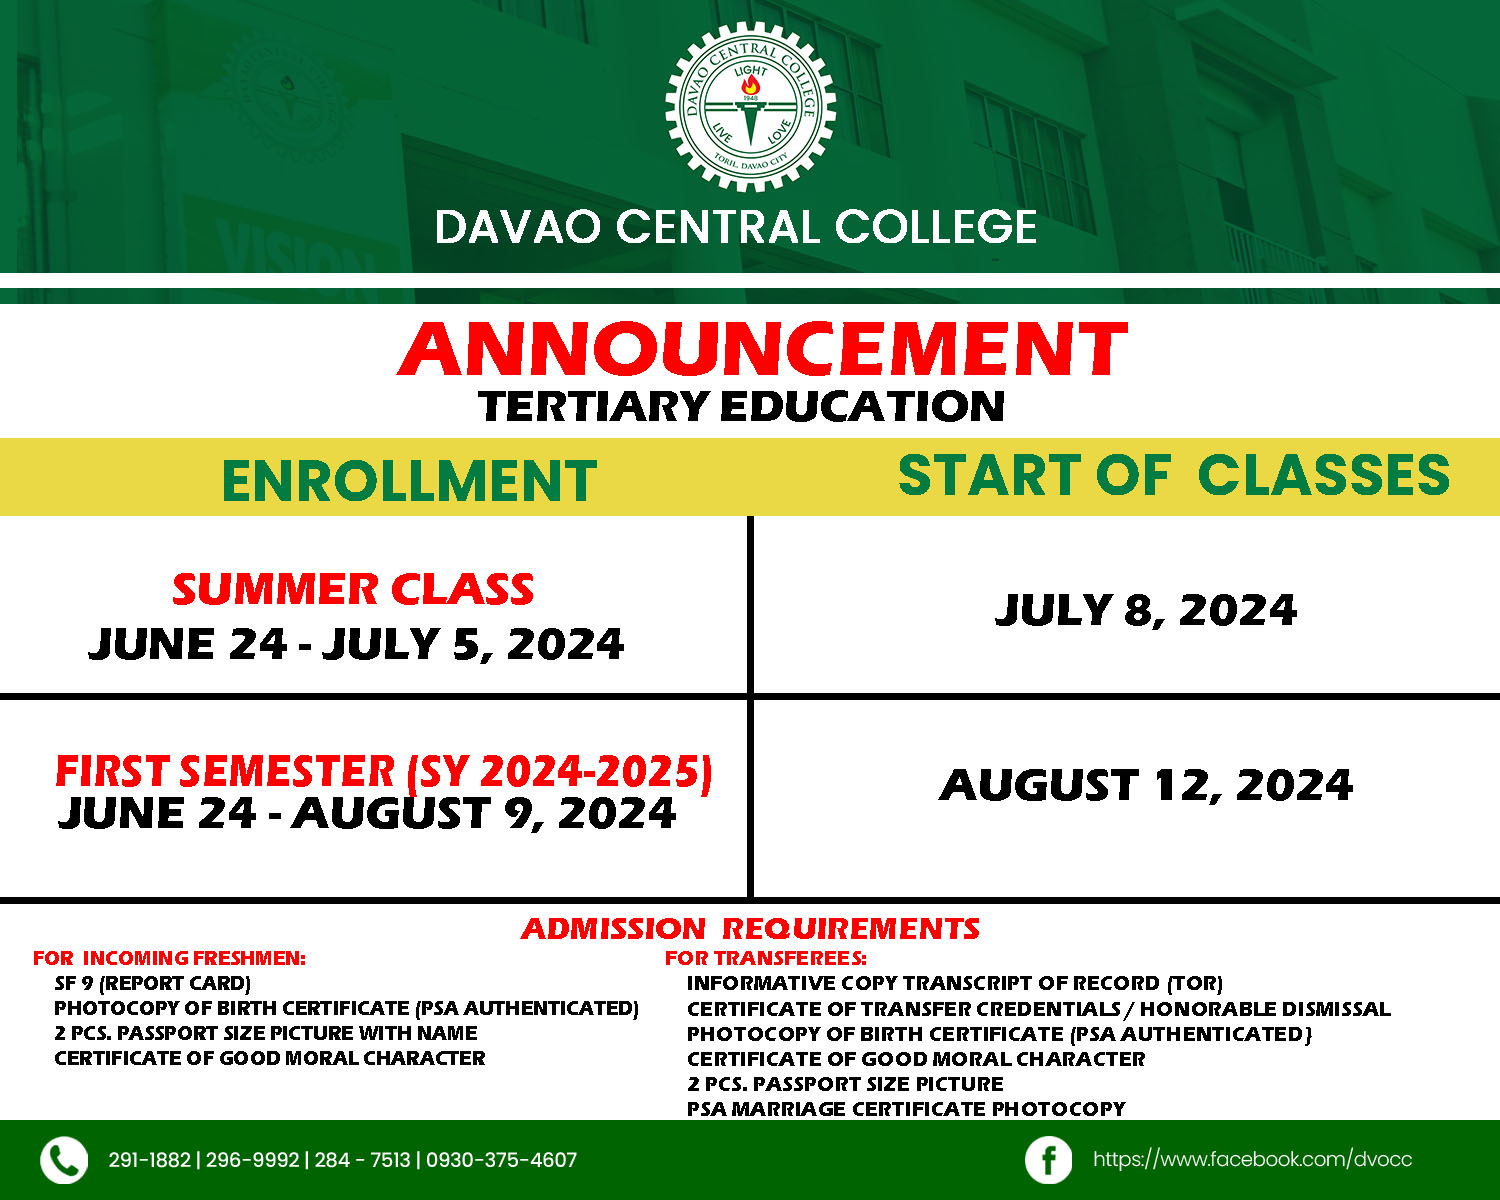 DAVAO CENTRAL COLLEGE
LIGHT
1948
LIVE
LOVE
TORIL, DAVAO CITY
DAVAO CENTRAL COLLEGE
VISION
ANNOUNCEMENT
TERTIARY EDUCATION
ENROLLMENT
START OF CLASSES
SUMMER CLASS
JUNE 24 - JULY 5, 2024
JULY 8, 2024
FIRST SEMESTER (SY 2024-2025)
JUNE 24 - AUGUST 9, 2024
AUGUST 12, 2024
ADMISSION REQUIREMENTS
FOR INCOMING FRESHMEN:
SF 9 (REPORT CARD)
PHOTOCOPY OF BIRTH CERTIFICATE (PSA AUTHENTICATED)
2 PCS. PASSPORT SIZE PICTURE WITH NAME
CERTIFICATE OF GOOD MORAL CHARACTER
FOR TRANSFEREES:
INFORMATIVE COPY TRANSCRIPT OF RECORD (TOR)
CERTIFICATE OF TRANSFER CREDENTIALS / HONORABLE DISMISSAL
PHOTOCOPY OF BIRTH CERTIFICATE (PSA AUTHENTICATED}
CERTIFICATE OF GOOD MORAL CHARACTER
2 PCS. PASSPORT SIZE PICTURE
PSA MARRIAGE CERTIFICATE PHOTOCOPY
291-1882 | 296-9992 | 284 - 7513 | 0930-375-4607
https://www.facebook.com/dvocc